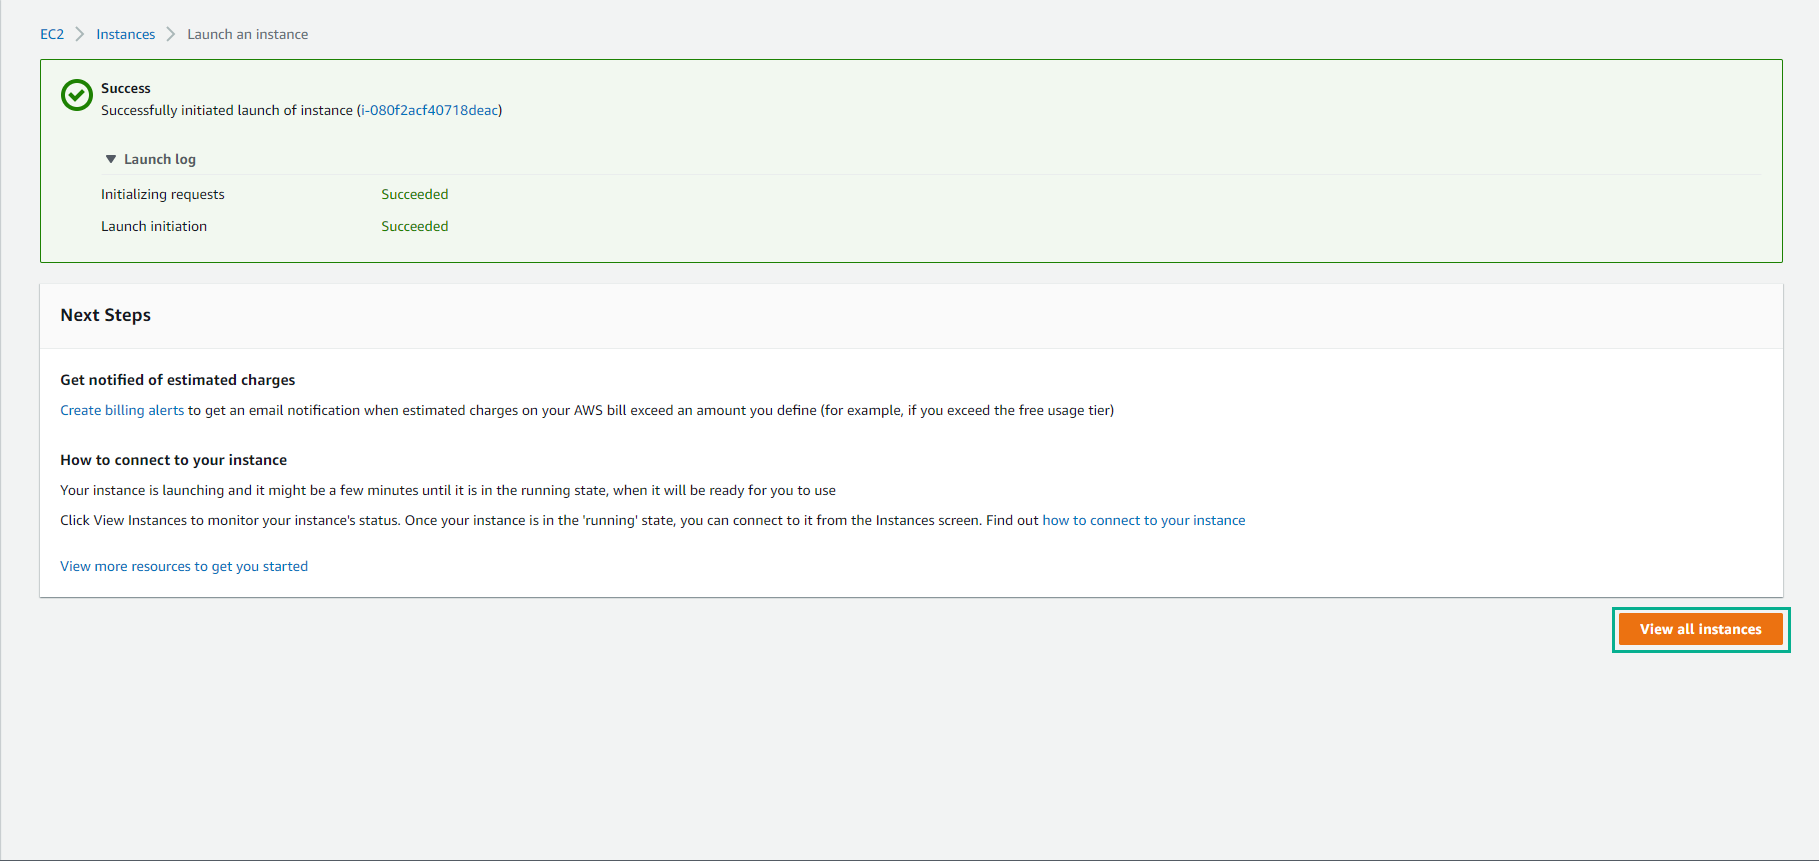 EC2 Instances Launch an instance
Success
Successfully initiated launch of instance (i-080f2acf40718deac)
Launch log
Initializing requests Succeeded
Launch initiation Succeeded
Next Steps
Get notified of estimated charges
Create billing alerts to get an email notification when estimated charges on your AWS bill exceed an amount you define (for example, if you exceed the free usage tier)
How to connect to your instance
Your instance is launching and it might be a few minutes until it is in the running state, when it will be ready for you to use
Click View Instances to monitor your instance's status. Once your instance is in the 'running' state, you can connect to it from the Instances screen. Find out how to connect to your instance
View more resources to get you started
View all instances